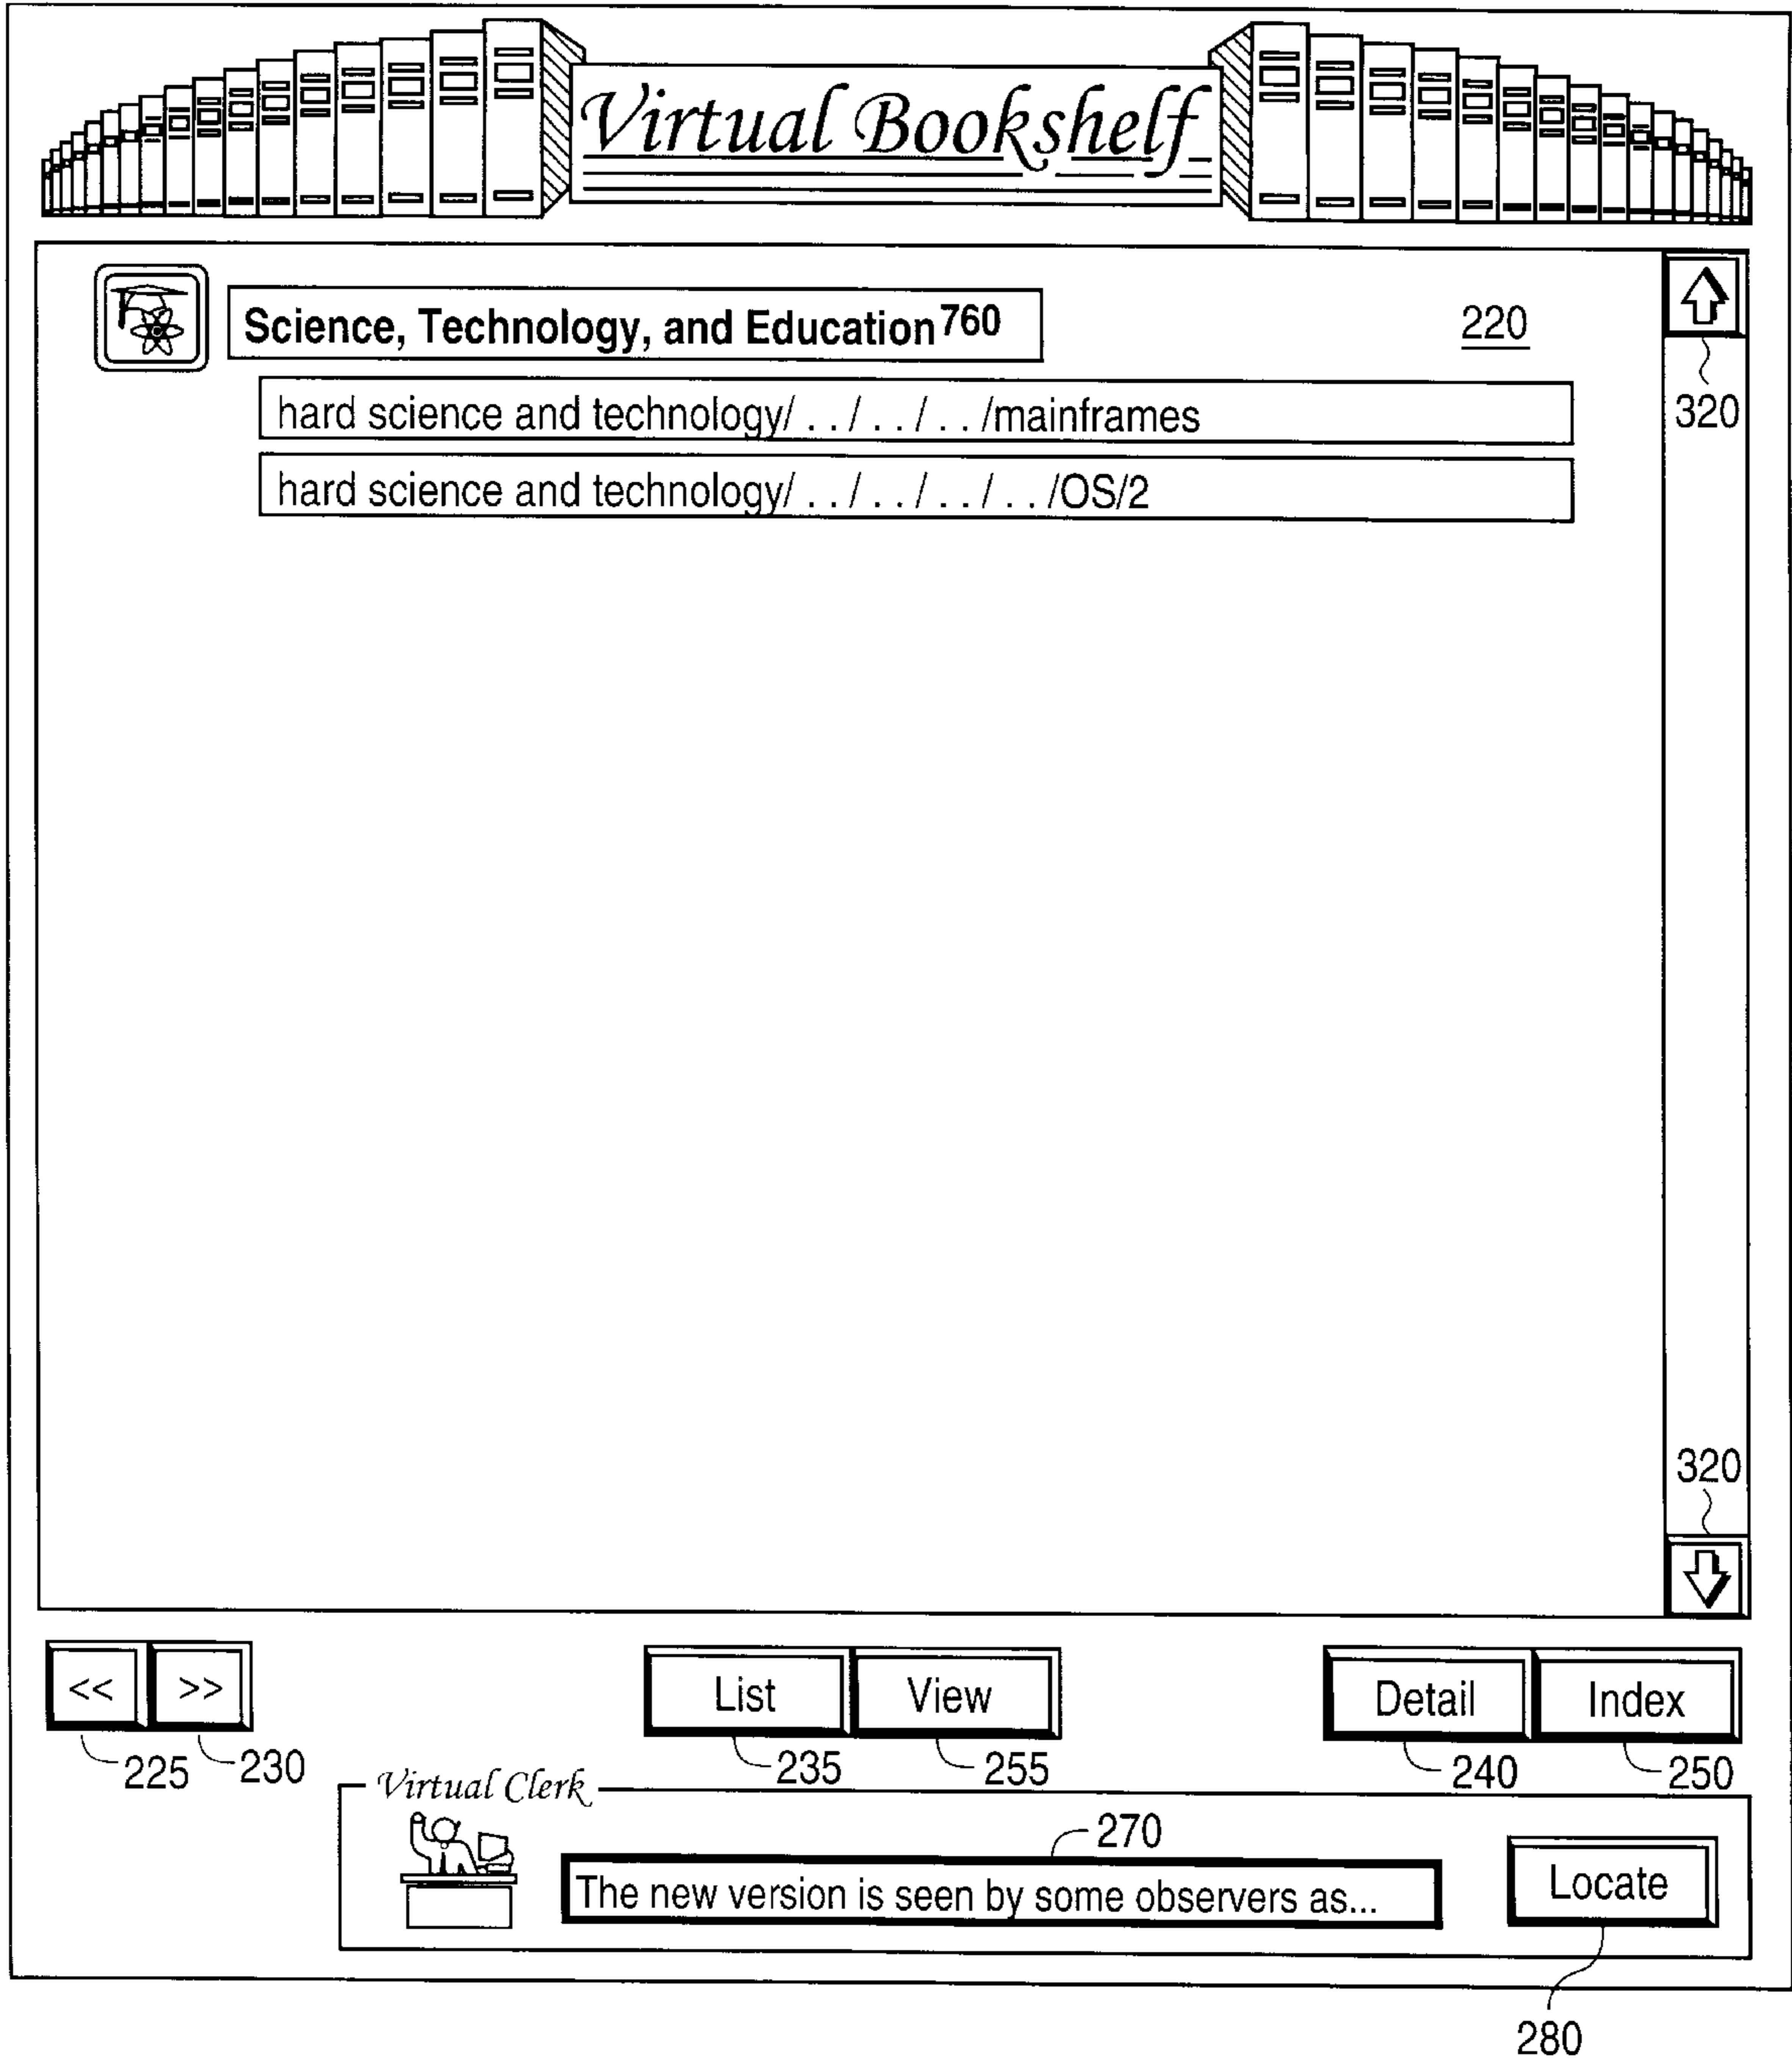 Virtual Bookshelf
Science, Technology, and Education 760
220
320
hard science and technology/ . . / . . / . . /mainframes
hard science and technology/ . . / . . / . . / . . /OS/2
320
<< >>
List View
Detail Index
225 230
235 255
240 250
Virtual Clerk
270
The new version is seen by some observers as...
Locate
280